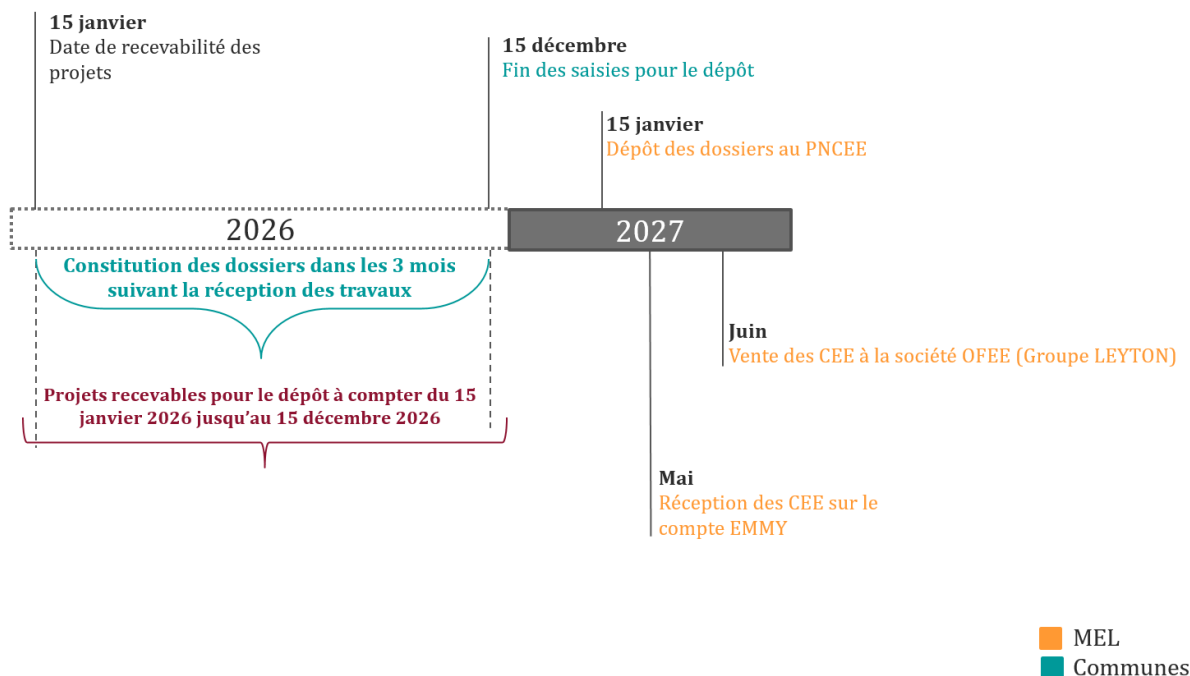 15 janvier
Date de recevabilité des
projets
15 décembre
Fin des saisies pour le dépôt
15 janvier
Dépôt des dossiers au PNCEE
2026
2027
Constitution des dossiers dans les 3 mois
suivant la réception des travaux
Juin
Vente des CEE à la société OFEE (Groupe LEYTON)
Projets recevables pour le dépôt à compter du 15
janvier 2026 jusqu’au 15 décembre 2026
Mai
Réception des CEE sur le
compte EMMY
MEL
Communes